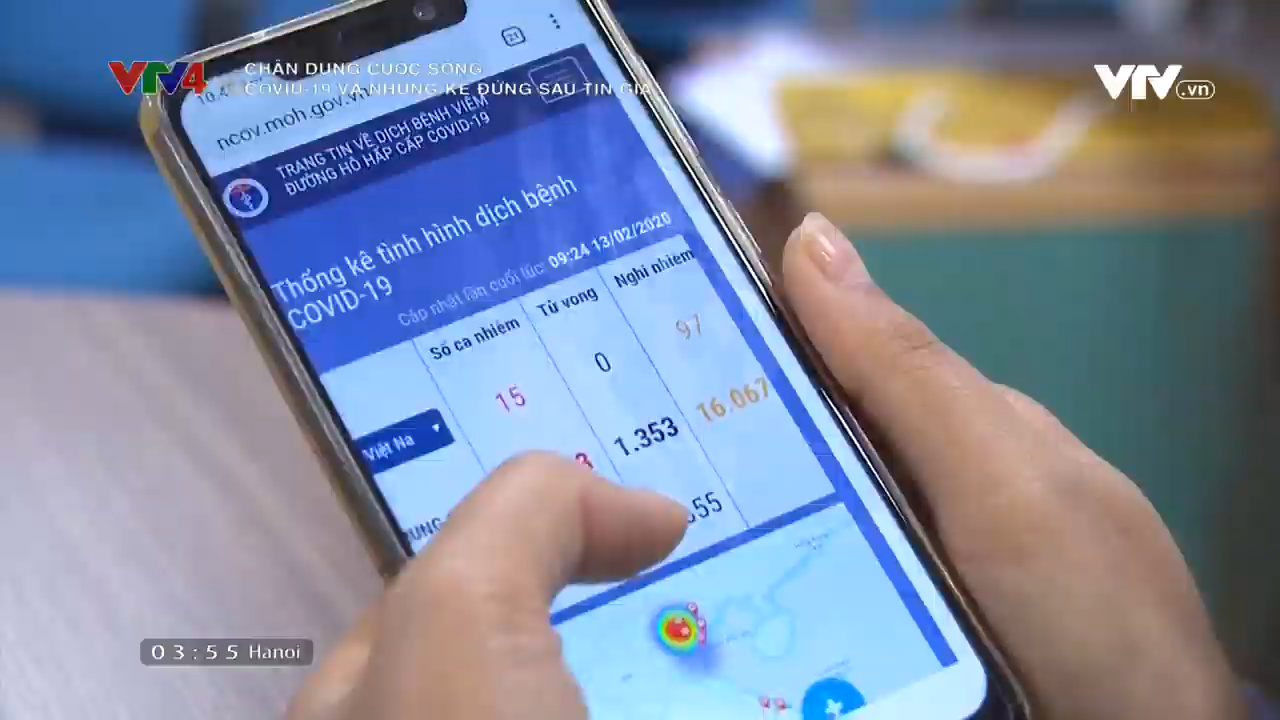 VTV4
CHÂN DUNG CUỘC SỐNG
COVID-19 VÀ NHỮNG KẺ ĐỨNG SAU TIN GIẢ
VTV.vn
21
ncov.moh.gov.vn
TRANG TIN VỀ DỊCH BỆNH VIÊM
ĐƯỜNG HÔ HẤP CẤP COVID-19
Thống kê tình hình dịch bệnh
COVID-19
Cập nhật lần cuối lúc: 09:24 13/02/2020
Số ca nhiễm Tử vong Nghi nhiễm
Việt Na 15 0 97
3 1.353 16.067
55
03:55 Hanoi